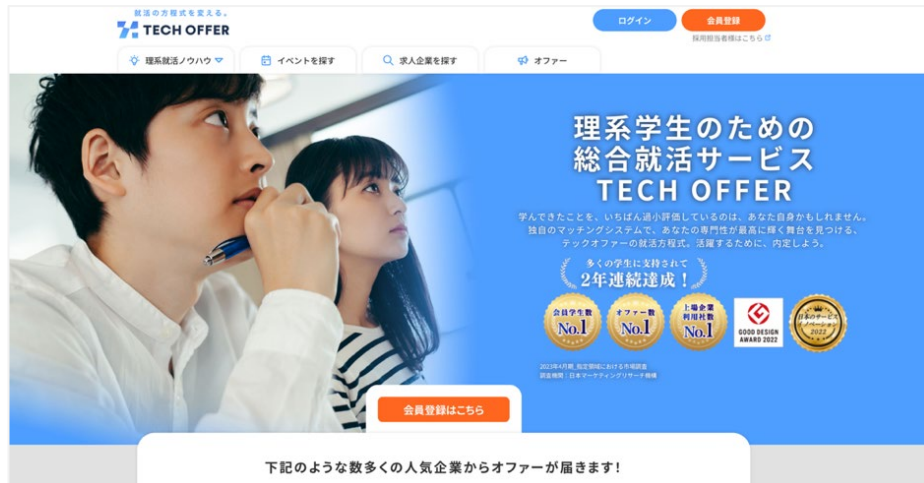 就活の方程式を変える。
TECH OFFER
ログイン
会員登録
採用担当者様はこちら
理系就活ノウハウ
イベントを探す
求人企業を探す
オファー
理系学生のための
総合就活サービス
TECH OFFER
学んできたことを、いちばん過小評価しているのは、あなた自身かもしれません。
独自のマッチングシステムで、あなたの専門性が最高に輝く舞台を見つける、
テックオファーの就活方程式。活躍するために、内定しよう。
多くの学生に支持されて
2年連続達成！
会員学生数
No.1
オファー数
No.1
上場企業
利用社数
No.1
GOOD DESIGN
AWARD 2022
日本のサービス
イノベーション
2022
2023年4月期_指定領域における市場調査
調査機関：日本マーケティングリサーチ機構
会員登録はこちら
下記のような数多くの人気企業からオファーが届きます！